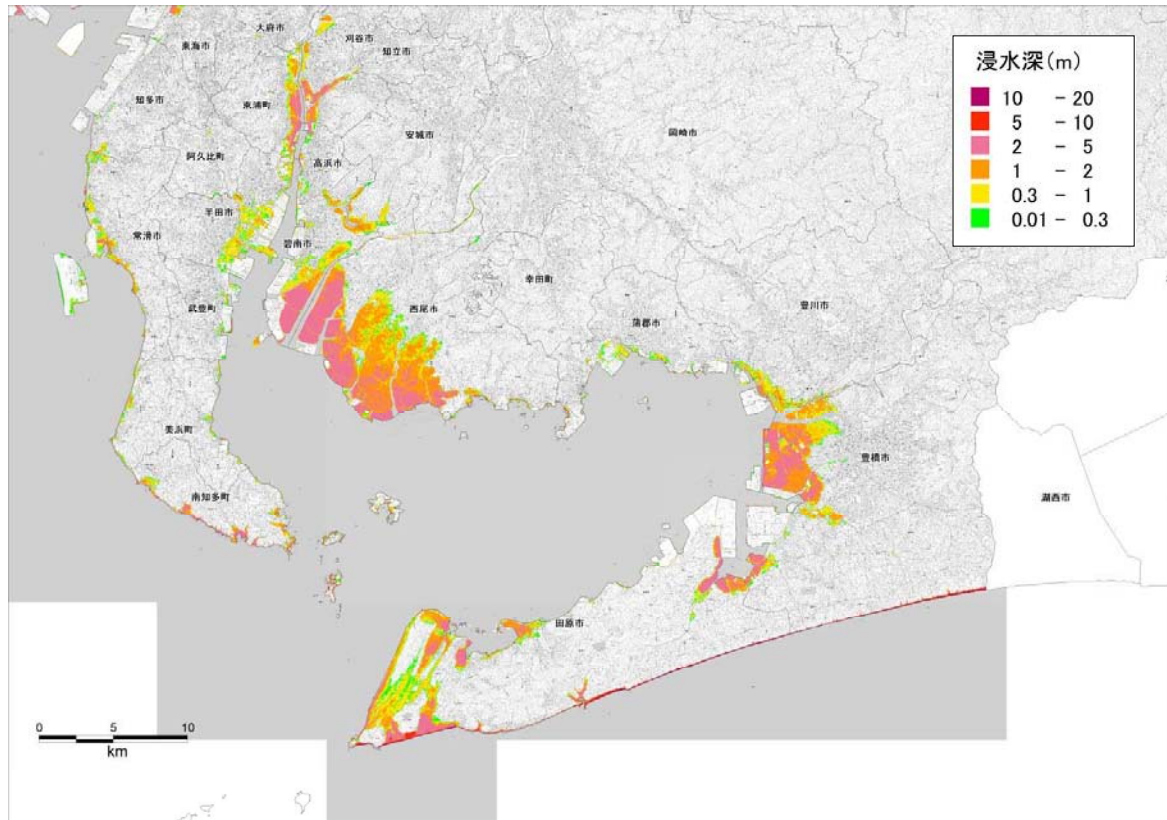 大府市
刈谷市
東海市
知立市
知多市
東浦町
安城市
岡崎市
阿久比町
高浜市
半田市
常滑市
碧南市
幸田町
武豊町
西尾市
豊川市
蒲郡市
美浜町
豊橋市
南知多町
湖西市
田原市
浸水深(m)
10 - 20
5 - 10
2 - 5
1 - 2
0.3 - 1
0.01 - 0.3
0 5 10
km